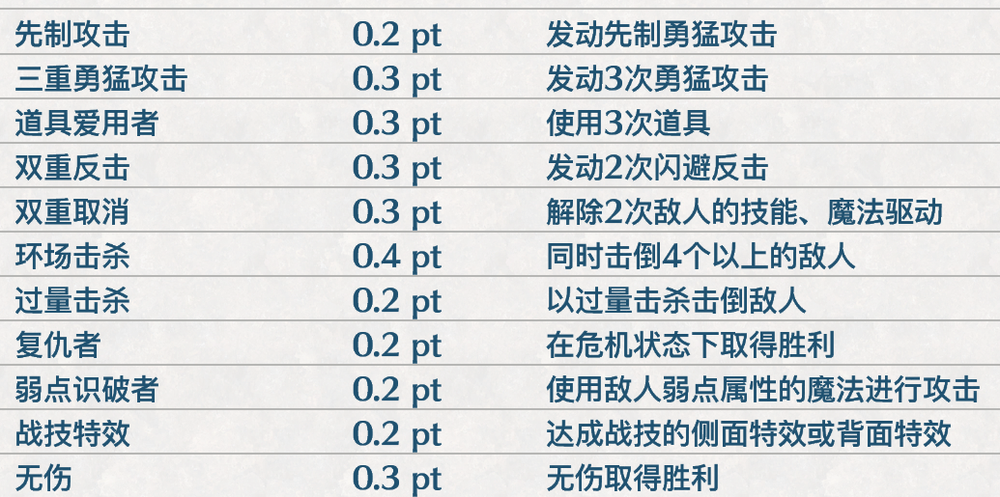 先制攻击 0.2 pt 发动先制勇猛攻击
三重勇猛攻击 0.3 pt 发动3次勇猛攻击
道具爱用者 0.3 pt 使用3次道具
双重反击 0.3 pt 发动2次闪避反击
双重取消 0.3 pt 解除2次敌人的技能、魔法驱动
环场击杀 0.4 pt 同时击倒4个以上的敌人
过量击杀 0.2 pt 以过量击杀击倒敌人
复仇者 0.2 pt 在危机状态下取得胜利
弱点识破者 0.2 pt 使用敌人弱点属性的魔法进行攻击
战技特效 0.2 pt 达成战技的侧面特效或背面特效
无伤 0.3 pt 无伤取得胜利